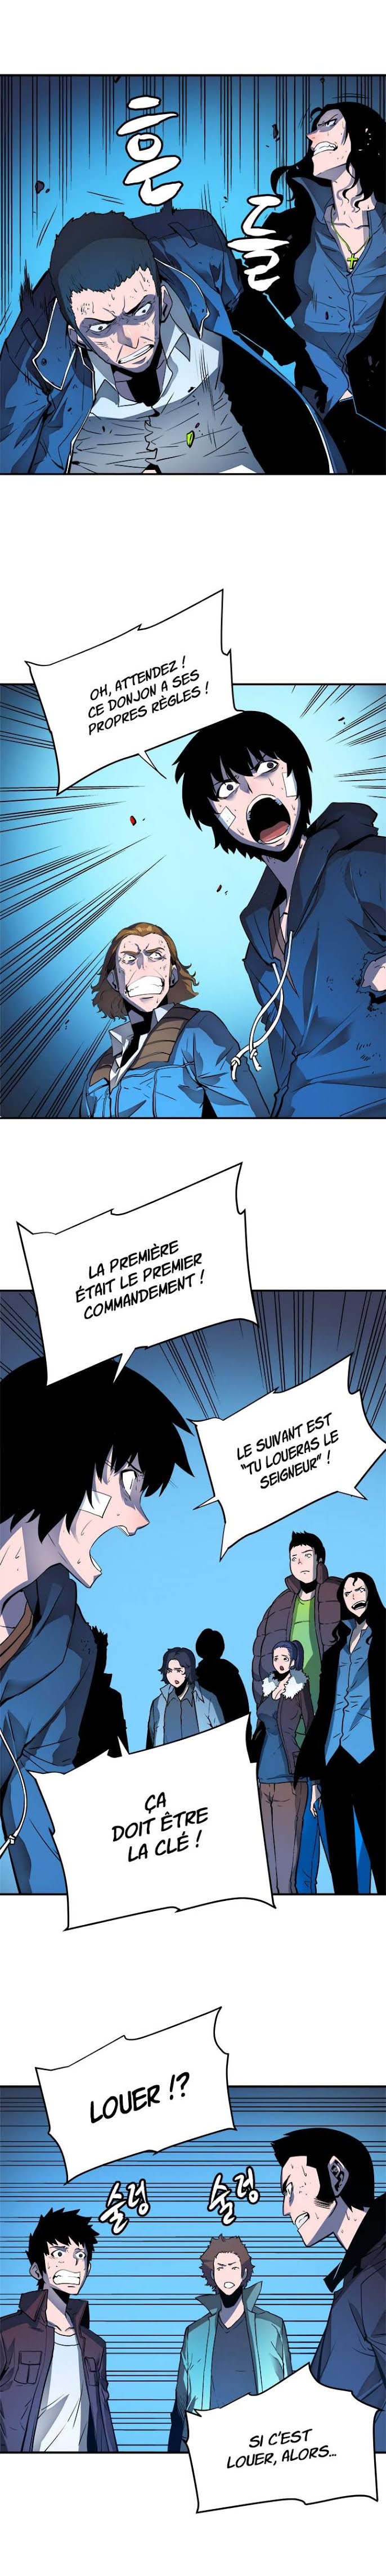 흔
들
OH, ATTENDEZ !
CE DONJON A SES
PROPRES RÈGLES !
LA PREMIÈRE
ÉTAIT LE PREMIER
COMMANDEMENT !
LE SUIVANT EST
"TU LOUERAS LE
SEIGNEUR" !
ÇA
DOIT ÊTRE
LA CLÉ !
LOUER !?
술렁
술렁
SI C'EST
LOUER, ALORS...